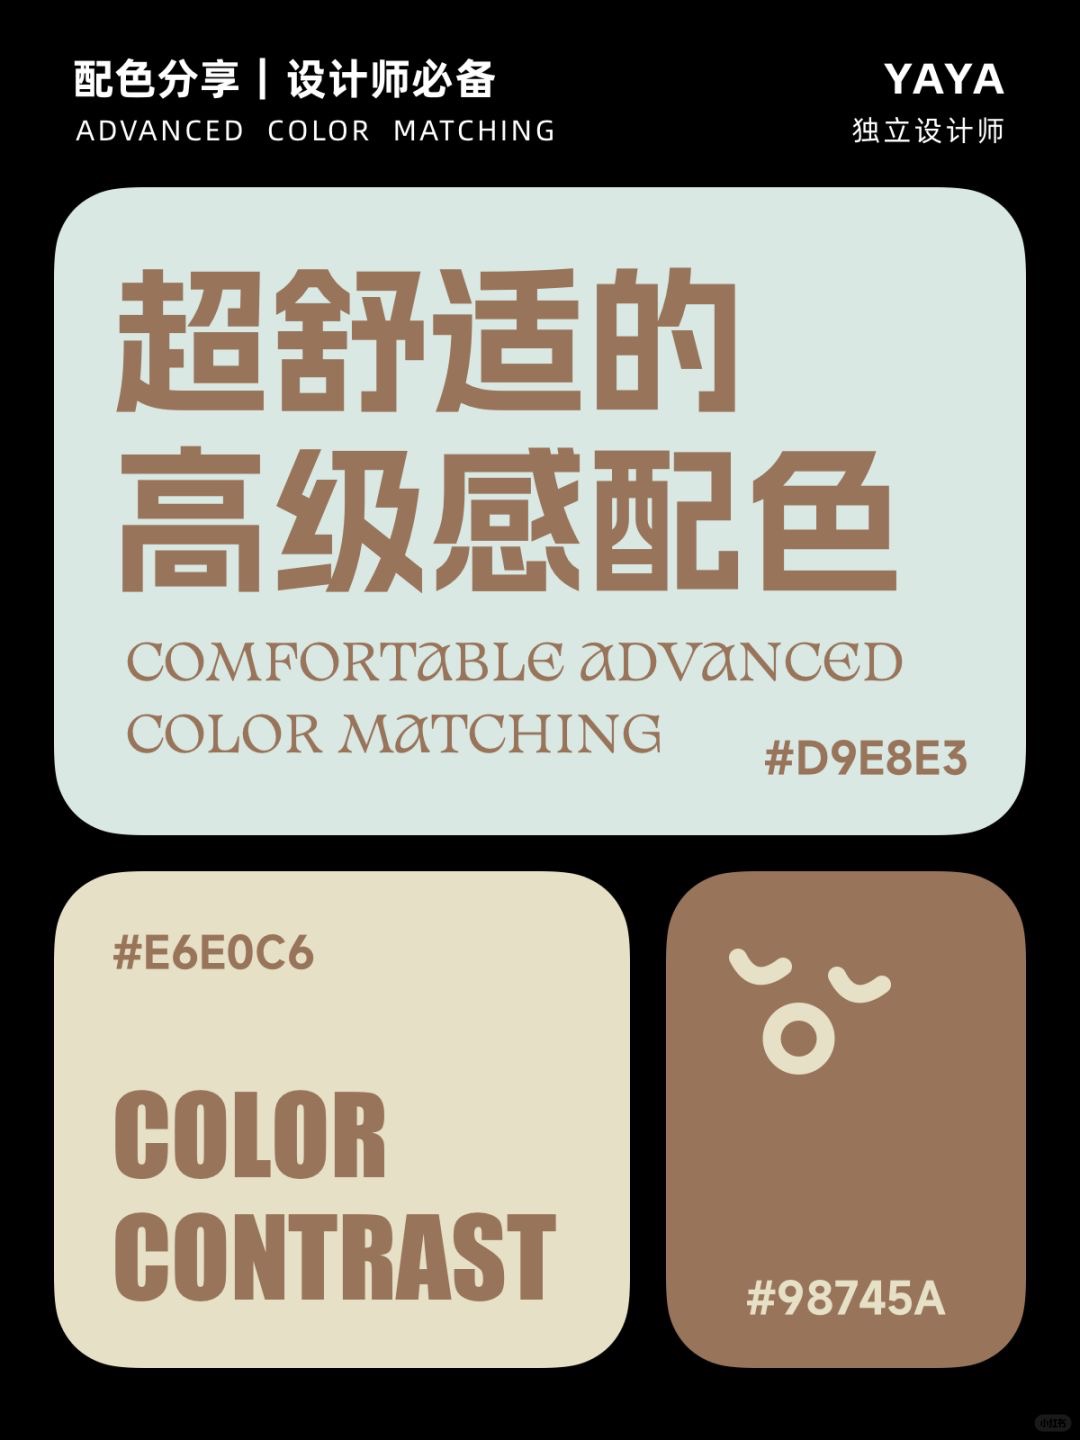 配色分享 | 设计师必备
YAYA
ADVANCED COLOR MATCHING
独立设计师
超舒适的
高级感配色
COMFORTABLE ADVANCED
COLOR MATCHING
#D9E8E3
#E6E0C6
COLOR
CONTRAST
#98745A
小红书